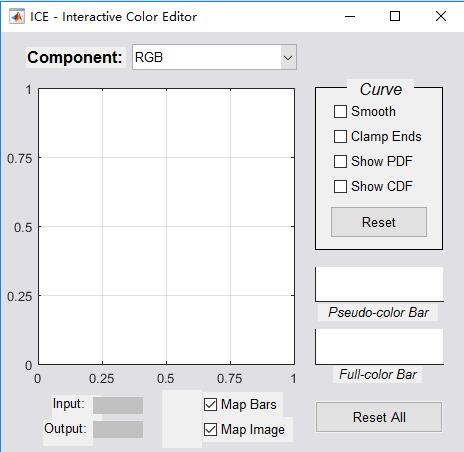 ICE - Interactive Color Editor
Component: RGB
1
0.75
0.5
0.25
0
0 0.25 0.5 0.75 1
Curve
Smooth
Clamp Ends
Show PDF
Show CDF
Reset
Pseudo-color Bar
Full-color Bar
Input:
Output:
Map Bars
Map Image
Reset All